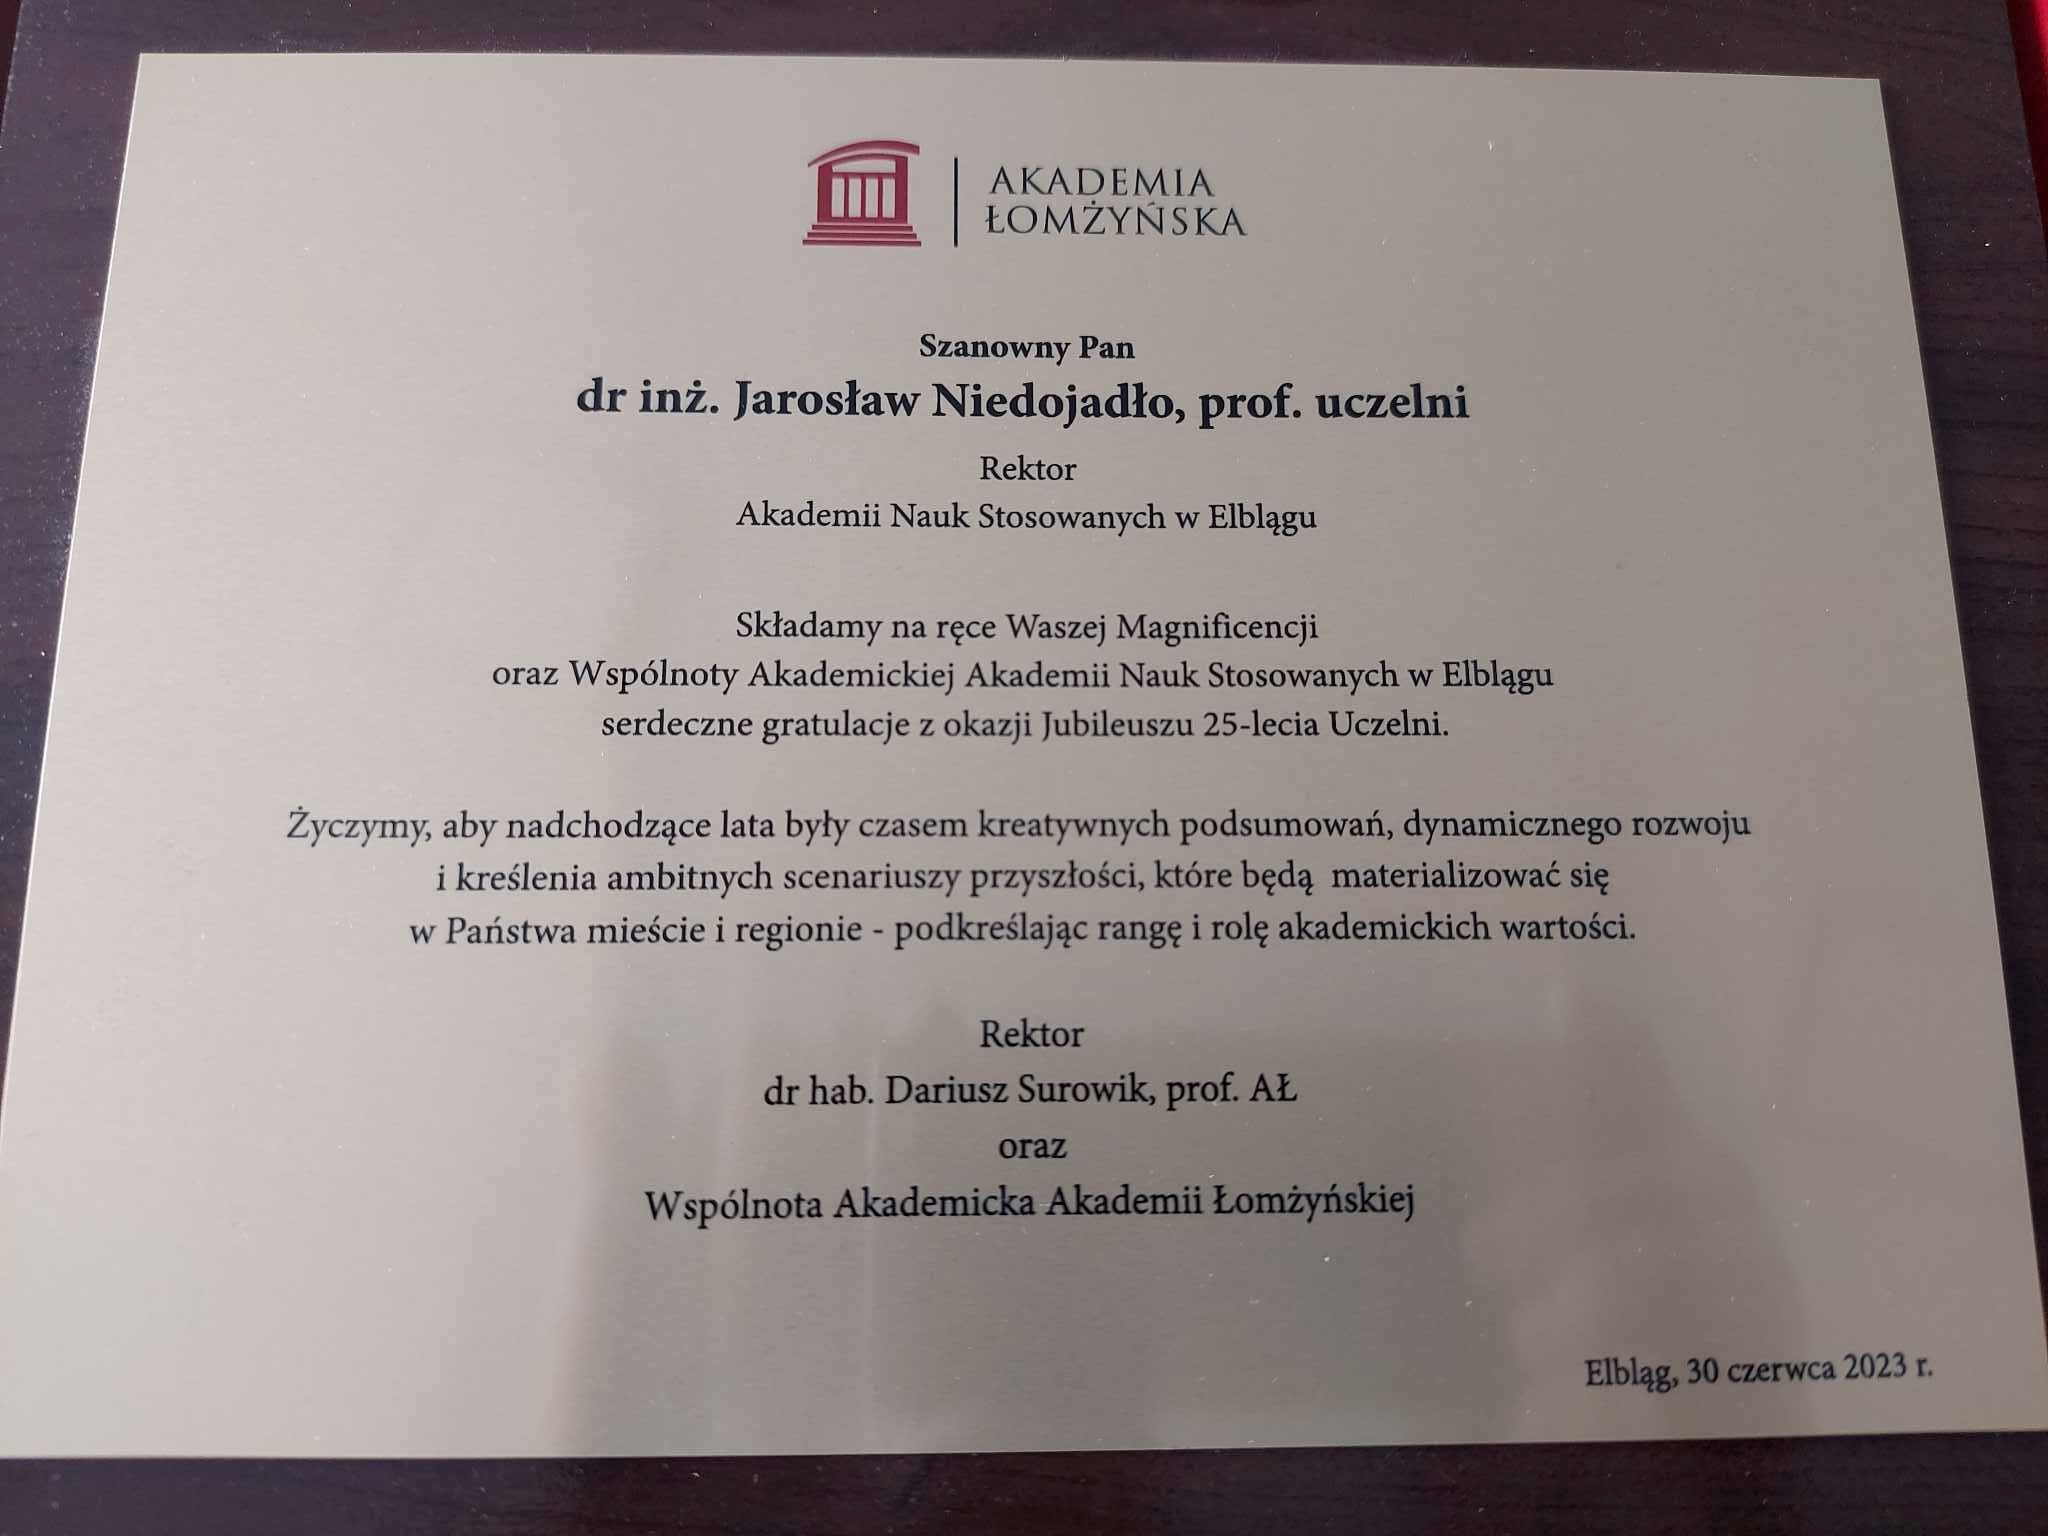 AKADEMIA
ŁOMŻYŃSKA
Szanowny Pan
dr inż. Jarosław Niedojadło, prof. uczelni
Rektor
Akademii Nauk Stosowanych w Elblągu
Składamy na ręce Waszej Magnificencji
oraz Wspólnoty Akademickiej Akademii Nauk Stosowanych w Elblągu
serdeczne gratulacje z okazji Jubileuszu 25-lecia Uczelni.
Życzymy, aby nadchodzące lata były czasem kreatywnych podsumowań, dynamicznego rozwoju
i kreślenia ambitnych scenariuszy przyszłości, które będą materializować się
w Państwa mieście i regionie - podkreślając rangę i rolę akademickich wartości.
Rektor
dr hab. Dariusz Surowik, prof. AŁ
oraz
Wspólnota Akademicka Akademii Łomżyńskiej
Elbląg, 30 czerwca 2023 r.